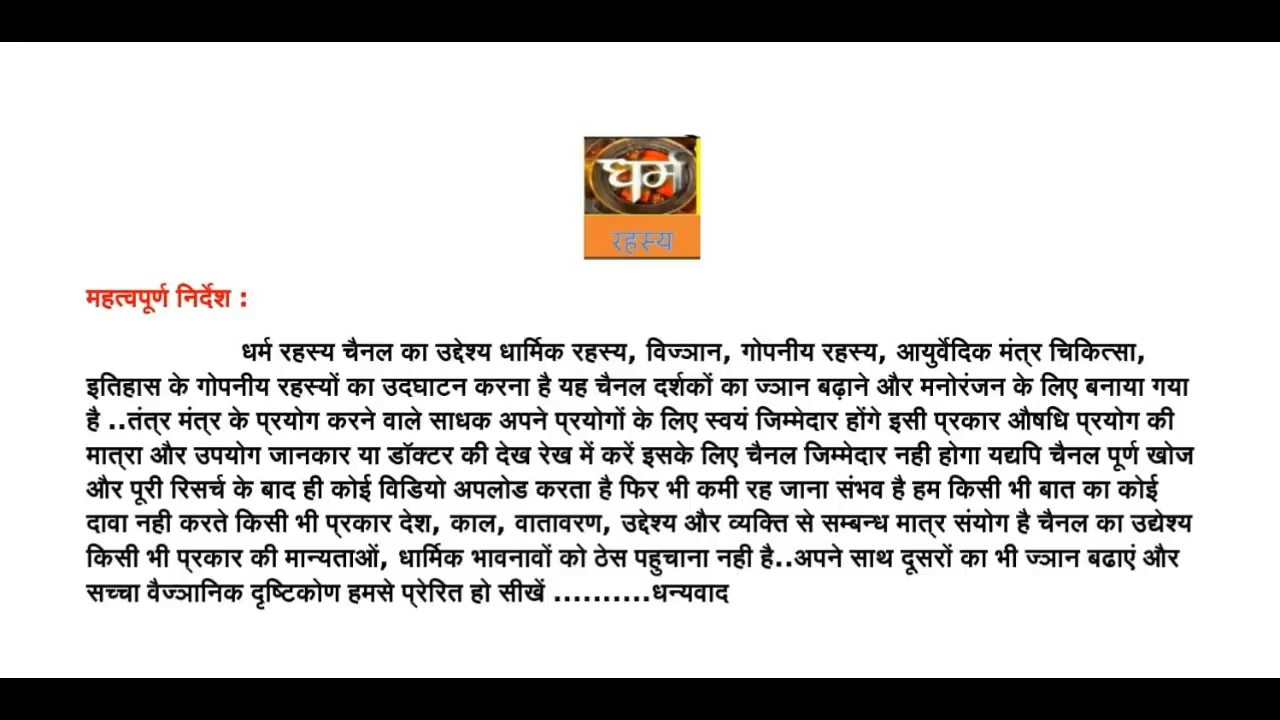 धर्म
रहस्य
महत्वपूर्ण निर्देश :
धर्म रहस्य चैनल का उद्देश्य धार्मिक रहस्य, विज्ञान, गोपनीय रहस्य, आयुर्वेदिक मंत्र चिकित्सा,
इतिहास के गोपनीय रहस्यों का उदघाटन करना है यह चैनल दर्शकों का ज्ञान बढ़ाने और मनोरंजन के लिए बनाया गया
है ..तंत्र मंत्र के प्रयोग करने वाले साधक अपने प्रयोगों के लिए स्वयं जिम्मेदार होंगे इसी प्रकार औषधि प्रयोग की
मात्रा और उपयोग जानकार या डॉक्टर की देख रेख में करें इसके लिए चैनल जिम्मेदार नही होगा यद्यपि चैनल पूर्ण खोज
और पूरी रिसर्च के बाद ही कोई विडियो अपलोड करता है फिर भी कमी रह जाना संभव है हम किसी भी बात का कोई
दावा नही करते किसी भी प्रकार देश, काल, वातावरण, उद्देश्य और व्यक्ति से सम्बन्ध मात्र संयोग है चैनल का उद्येश्य
किसी भी प्रकार की मान्यताओं, धार्मिक भावनावों को ठेस पहुचाना नही है..अपने साथ दूसरों का भी ज्ञान बढाएं और
सच्चा वैज्ञानिक दृष्टिकोण हमसे प्रेरित हो सीखें ..........धन्यवाद